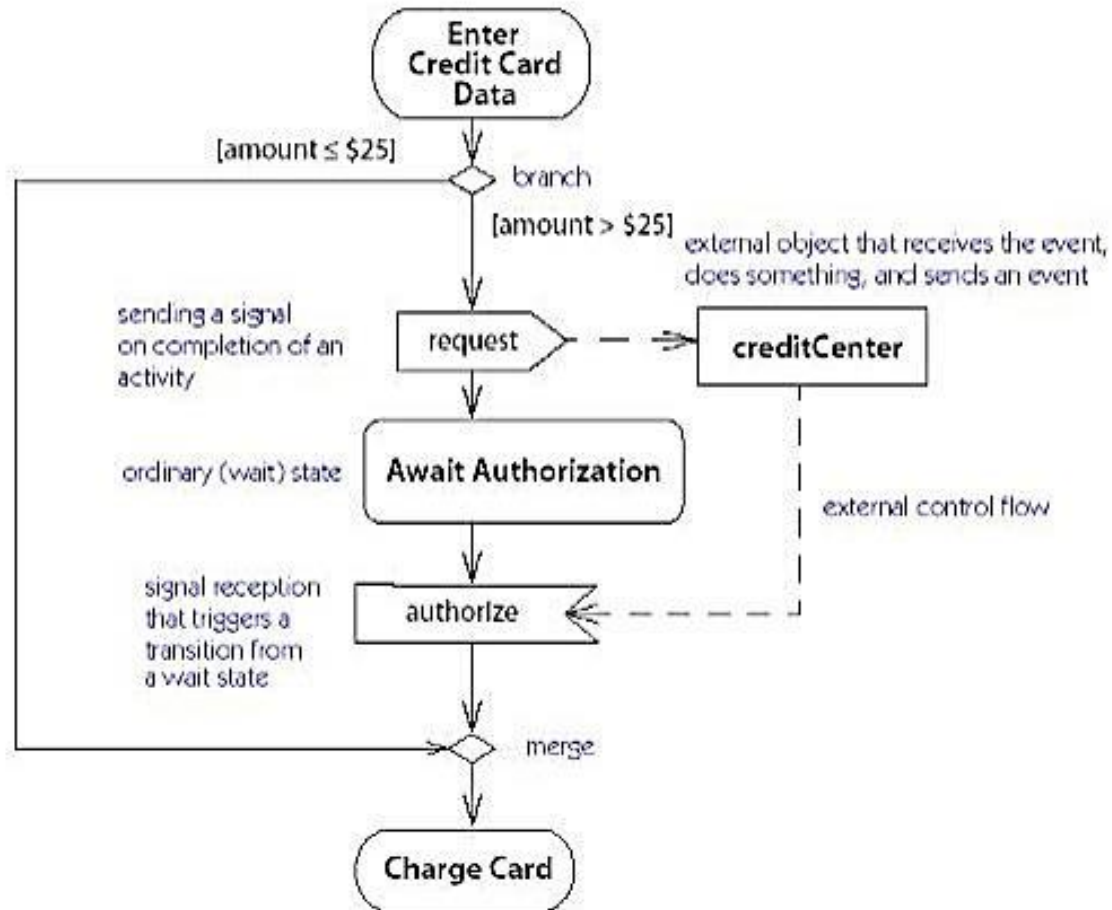 Enter
Credit Card
Data
[amount ≤ $25]
branch
[amount > $25]
external object that receives the event,
does something, and sends an event
sending a signal
on completion of an
activity
request
creditCenter
ordinary (wait) state
Await Authorization
external control flow
signal reception
that triggers a
transition from
a wait state
authorize
merge
Charge Card